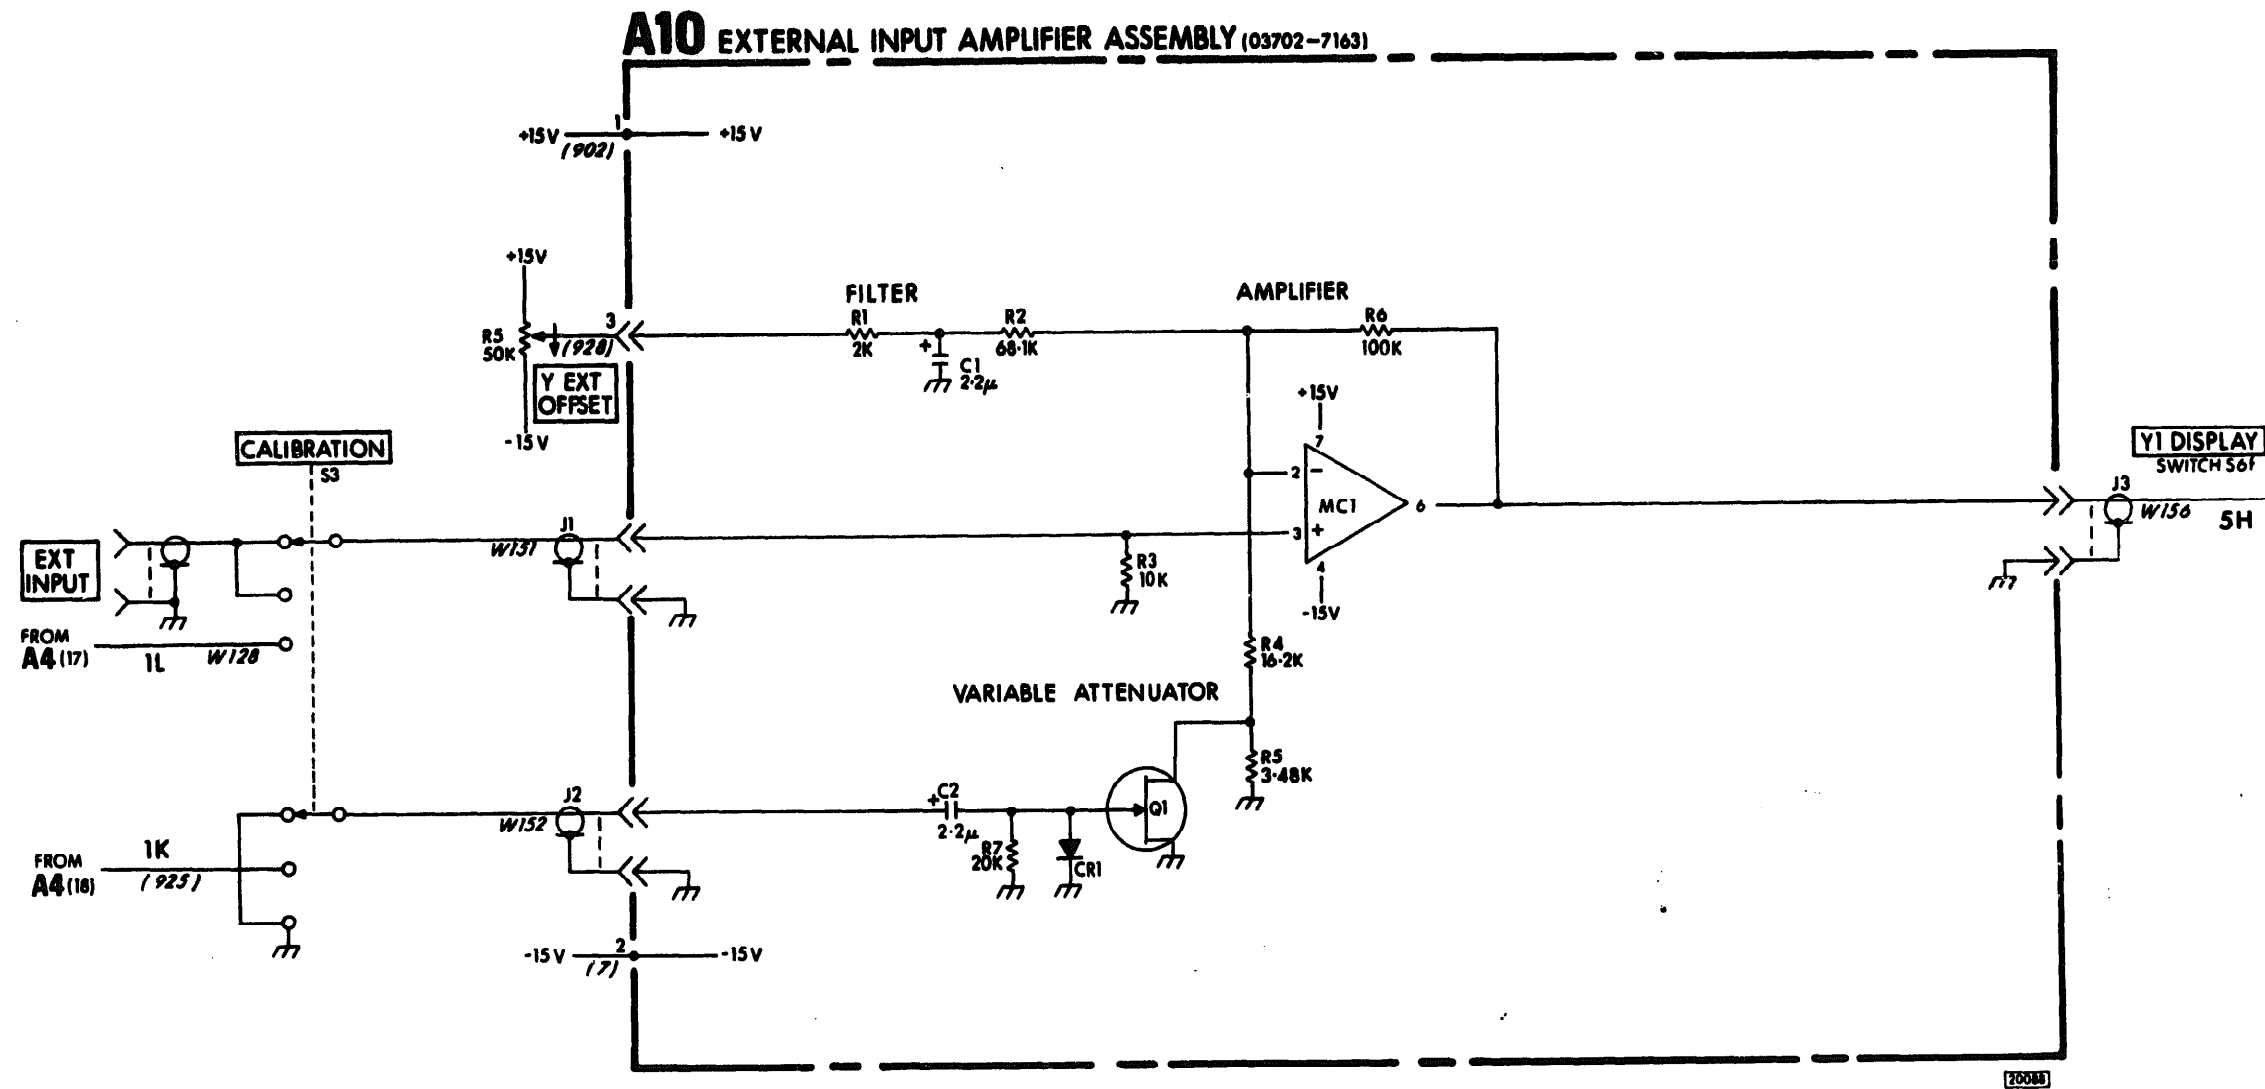 A10 EXTERNAL INPUT AMPLIFIER ASSEMBLY (03702-7163)
1
+15V
+15V
(902)
+15V
R5
50K
3
(928)
Y EXT
OFFSET
-15V
FILTER
R1
2K
+
C1
2·2µ
R2
68·1K
AMPLIFIER
R6
100K
+15V
7
2
-
MC1
6
3
+
4
-15V
CALIBRATION
S3
EXT
INPUT
J1
W151
R3
10K
Y1 DISPLAY
SWITCH S6f
J3
W156
5H
FROM
A4 (17)
1L
W128
R4
16·2K
VARIABLE ATTENUATOR
R5
3·48K
J2
W152
+
C2
2·2µ
R7
20K
CR1
Q1
FROM
A4 (18)
1K
(925)
2
-15V
-15V
(7)
20088